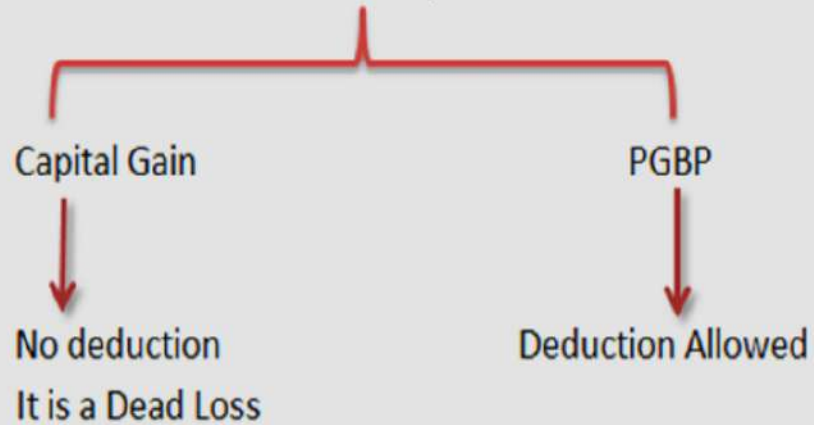 Capital Gain
PGBP
No deduction
Deduction Allowed
It is a Dead Loss